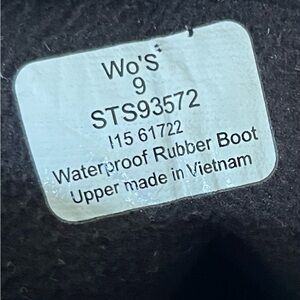 Wo's
9
STS93572
I15 61722
Waterproof Rubber Boot
Upper made in Vietnam